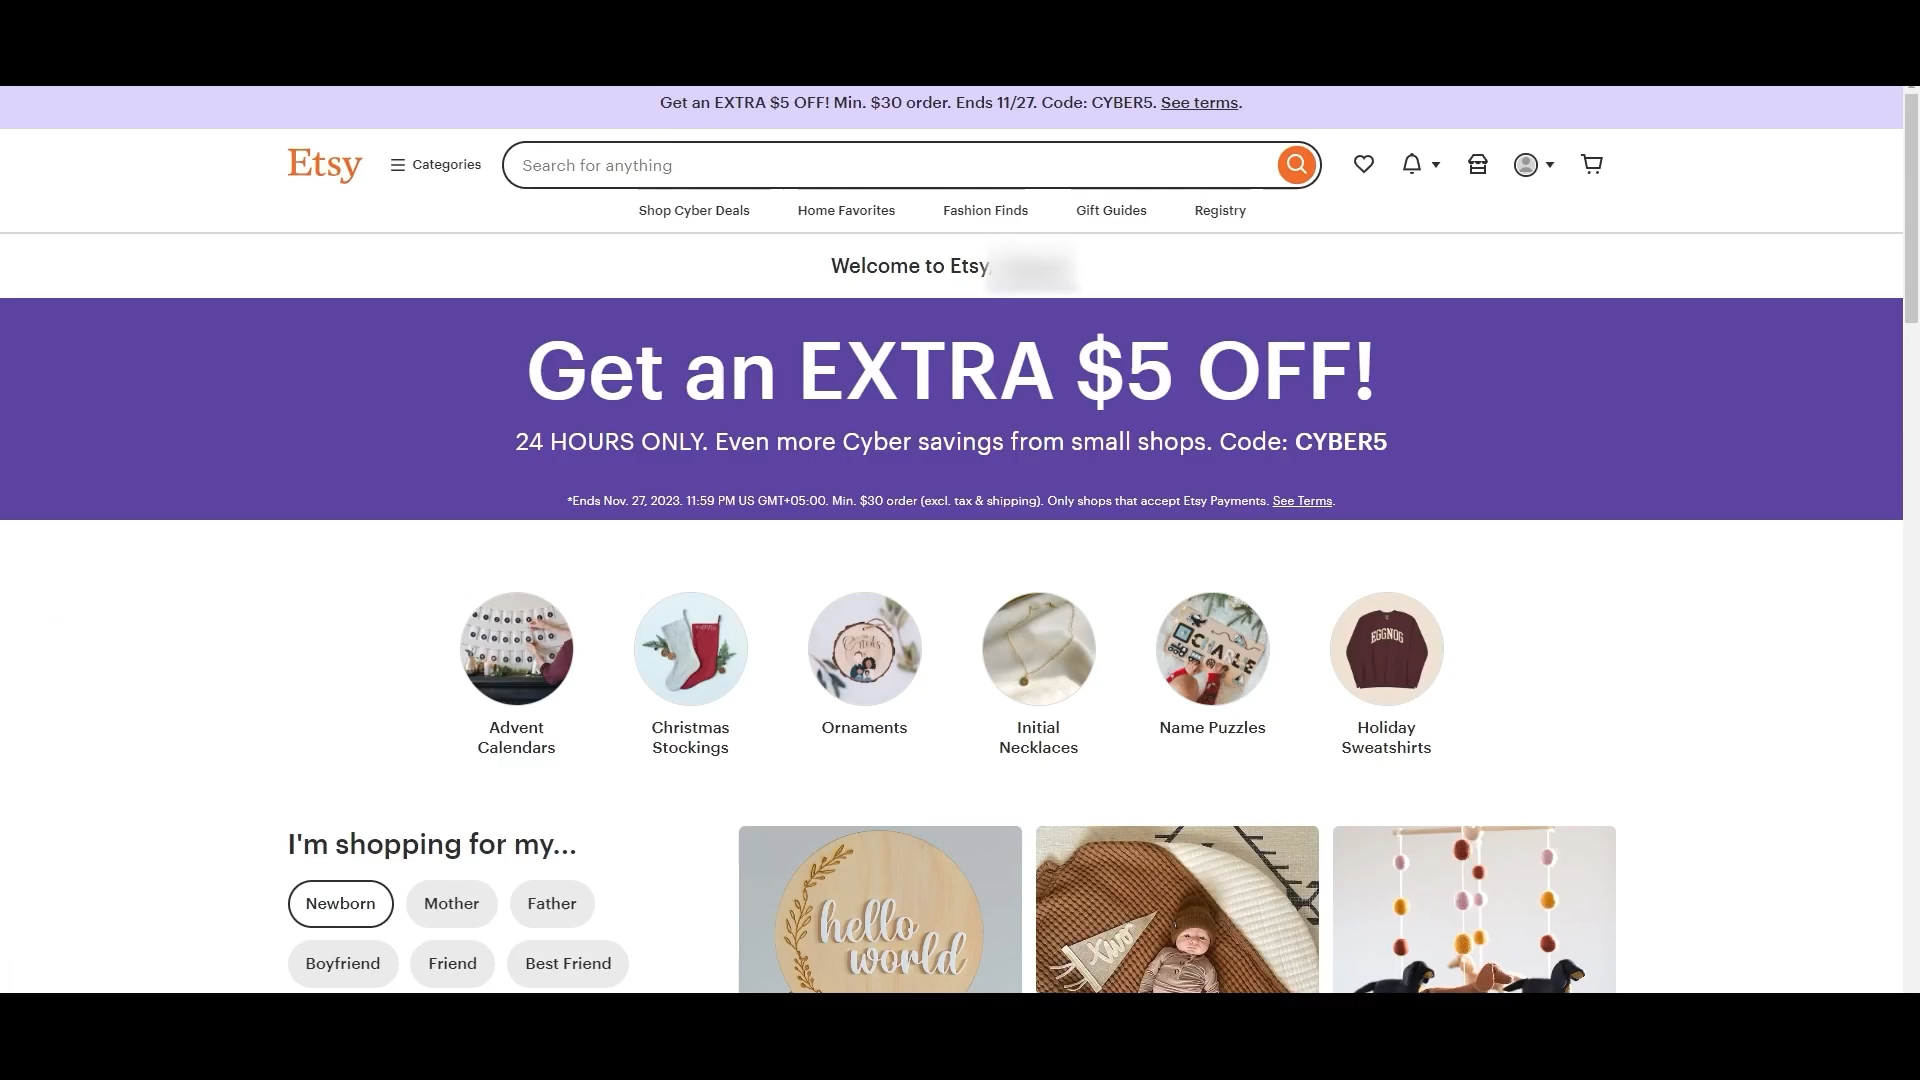 Get an EXTRA $5 OFF! Min. $30 order. Ends 11/27. Code: CYBER5. See terms.
Etsy
Categories
Search for anything
Shop Cyber Deals
Home Favorites
Fashion Finds
Gift Guides
Registry
Welcome to Etsy,
Get an EXTRA $5 OFF!
24 HOURS ONLY. Even more Cyber savings from small shops. Code: CYBER5
*Ends Nov. 27, 2023. 11:59 PM US GMT+05:00. Min. $30 order (excl. tax & shipping). Only shops that accept Etsy Payments. See Terms.
EGGNOG
CHARLE
Advent
Calendars
Christmas
Stockings
Ornaments
Initial
Necklaces
Name Puzzles
Holiday
Sweatshirts
I'm shopping for my...
Newborn
Mother
Father
Boyfriend
Friend
Best Friend
hello
world